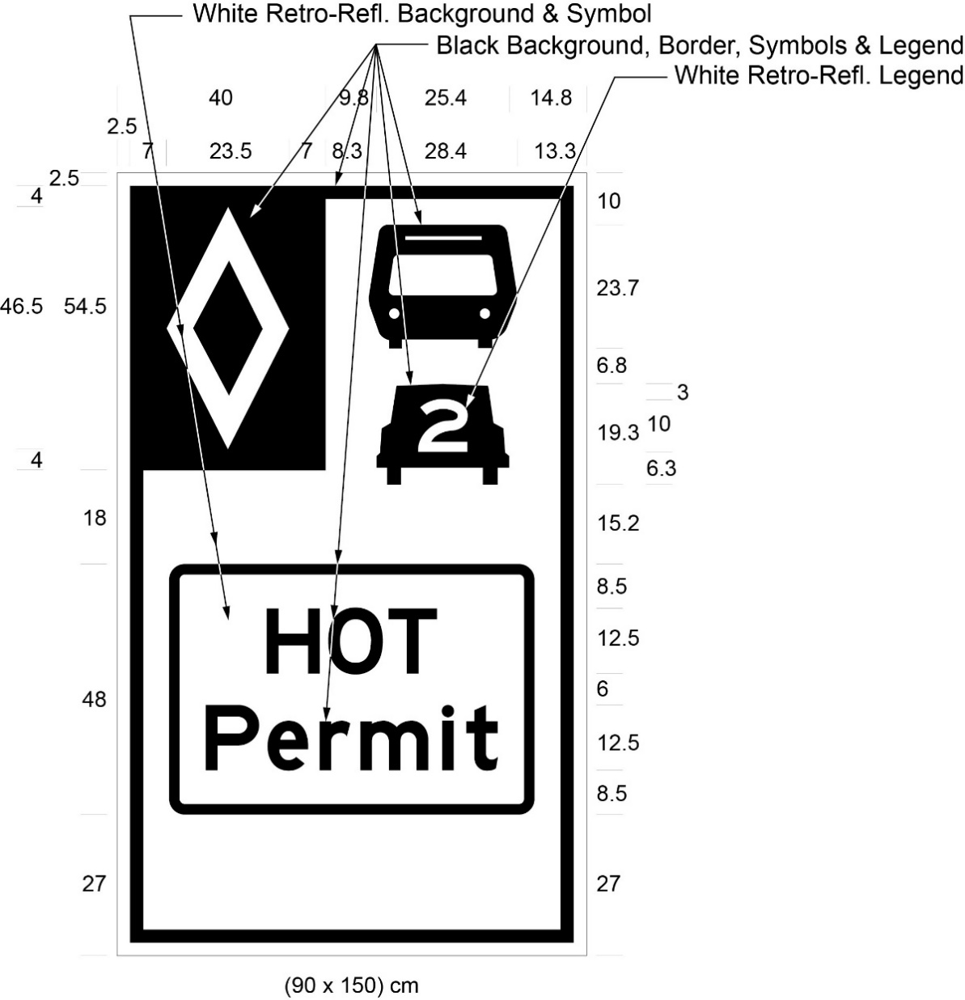 White Retro-Refl. Background & Symbol
Black Background, Border, Symbols & Legend
White Retro-Refl. Legend
40 9.8 25.4 14.8
2.5
7 23.5 7 8.3 28.4 13.3
2.5
4 10
46.5 54.5 23.7
6.8
3
2 19.3 10
4 6.3
18 15.2
8.5
HOT 12.5
48 6
Permit 12.5
8.5
27 27
(90 x 150) cm